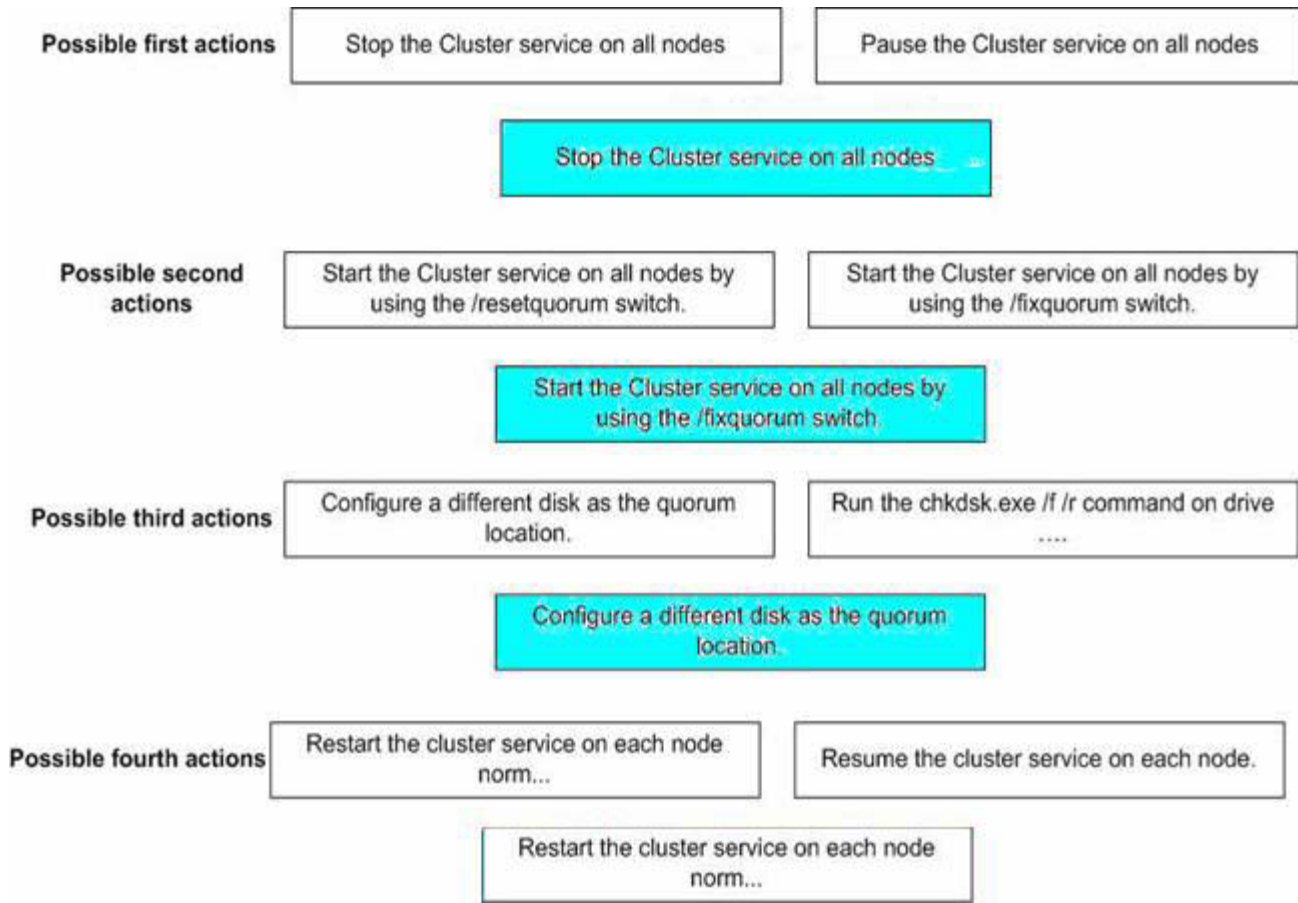 Possible first actions
Stop the Cluster service on all nodes
Pause the Cluster service on all nodes
Stop the Cluster service on all nodes
Possible second
actions
Start the Cluster service on all nodes by
using the /resetquorum switch.
Start the Cluster service on all nodes by
using the /fixquorum switch.
Start the Cluster service on all nodes by
using the /fixquorum switch.
Possible third actions
Configure a different disk as the quorum
location.
Run the chkdsk.exe /f /r command on drive
....
Configure a different disk as the quorum
location.
Possible fourth actions
Restart the cluster service on each node
norm...
Resume the cluster service on each node.
Restart the cluster service on each node
norm...